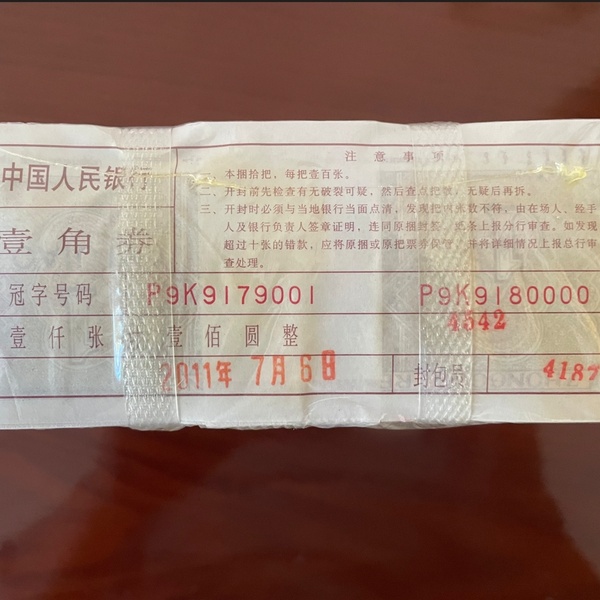 中国人民银行
壹角券
冠字号码 P9K9179001 P9K9180000
4542
壹仟张 壹佰圆整
2011年 7月 6日 封包员 4187
注意事项
一、本捆拾把，每把壹百张。
二、开封前先检查有无破裂可疑，然后查点把数，无疑后再拆。
三、开封时必须与当地银行当面点清，发现把内张数不符，由在场人、经手
人及银行负责人签章证明，连同原捆封签、纸条上报分行审查。如发现
超过十张的错款，应将原捆或原把票券保管，并将详细情况上报总行审
查处理。